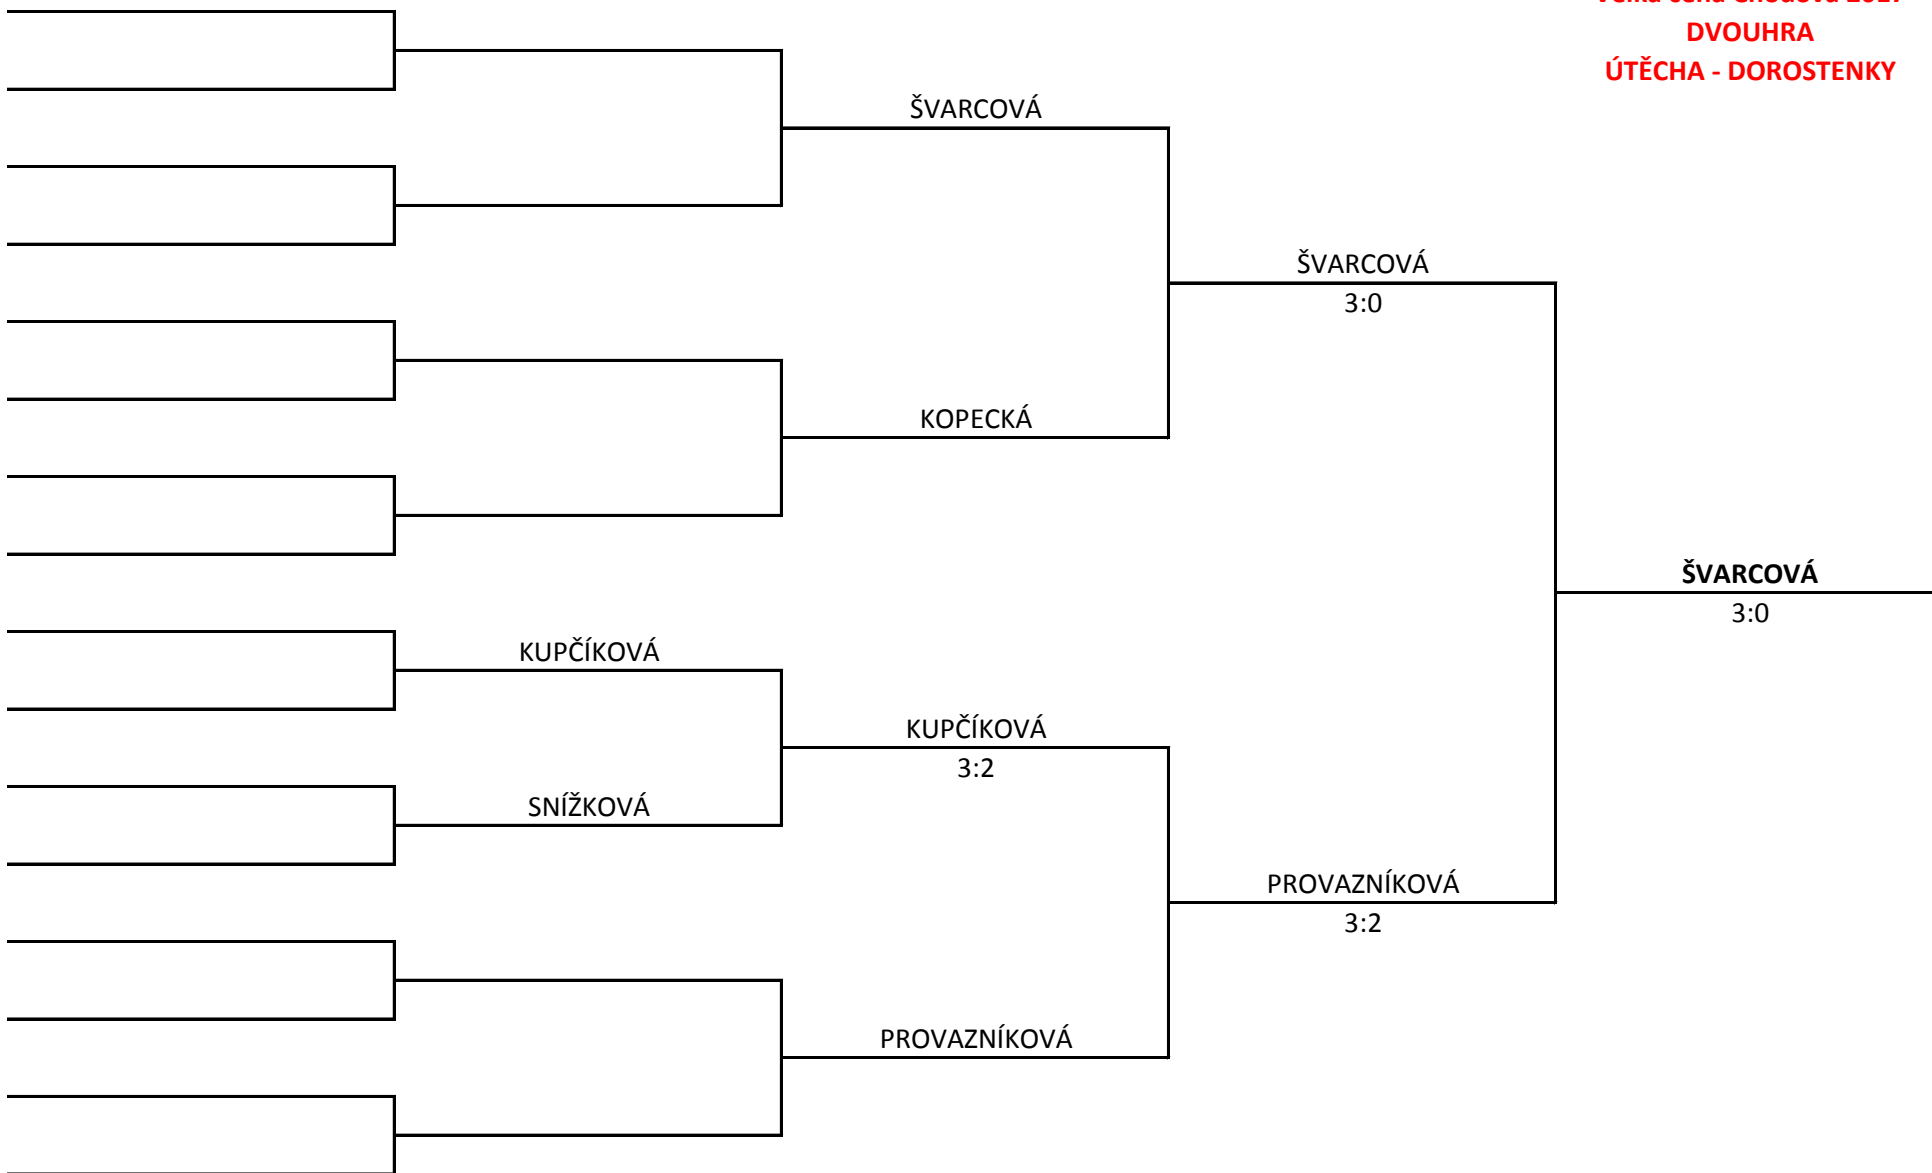 DVOUHRA
ÚTĚCHA - DOROSTENKY
ŠVARCOVÁ
ŠVARCOVÁ
3:0
KOPECKÁ
ŠVARCOVÁ
3:0
KUPČÍKOVÁ
KUPČÍKOVÁ
3:2
SNÍŽKOVÁ
PROVAZNÍKOVÁ
3:2
PROVAZNÍKOVÁ